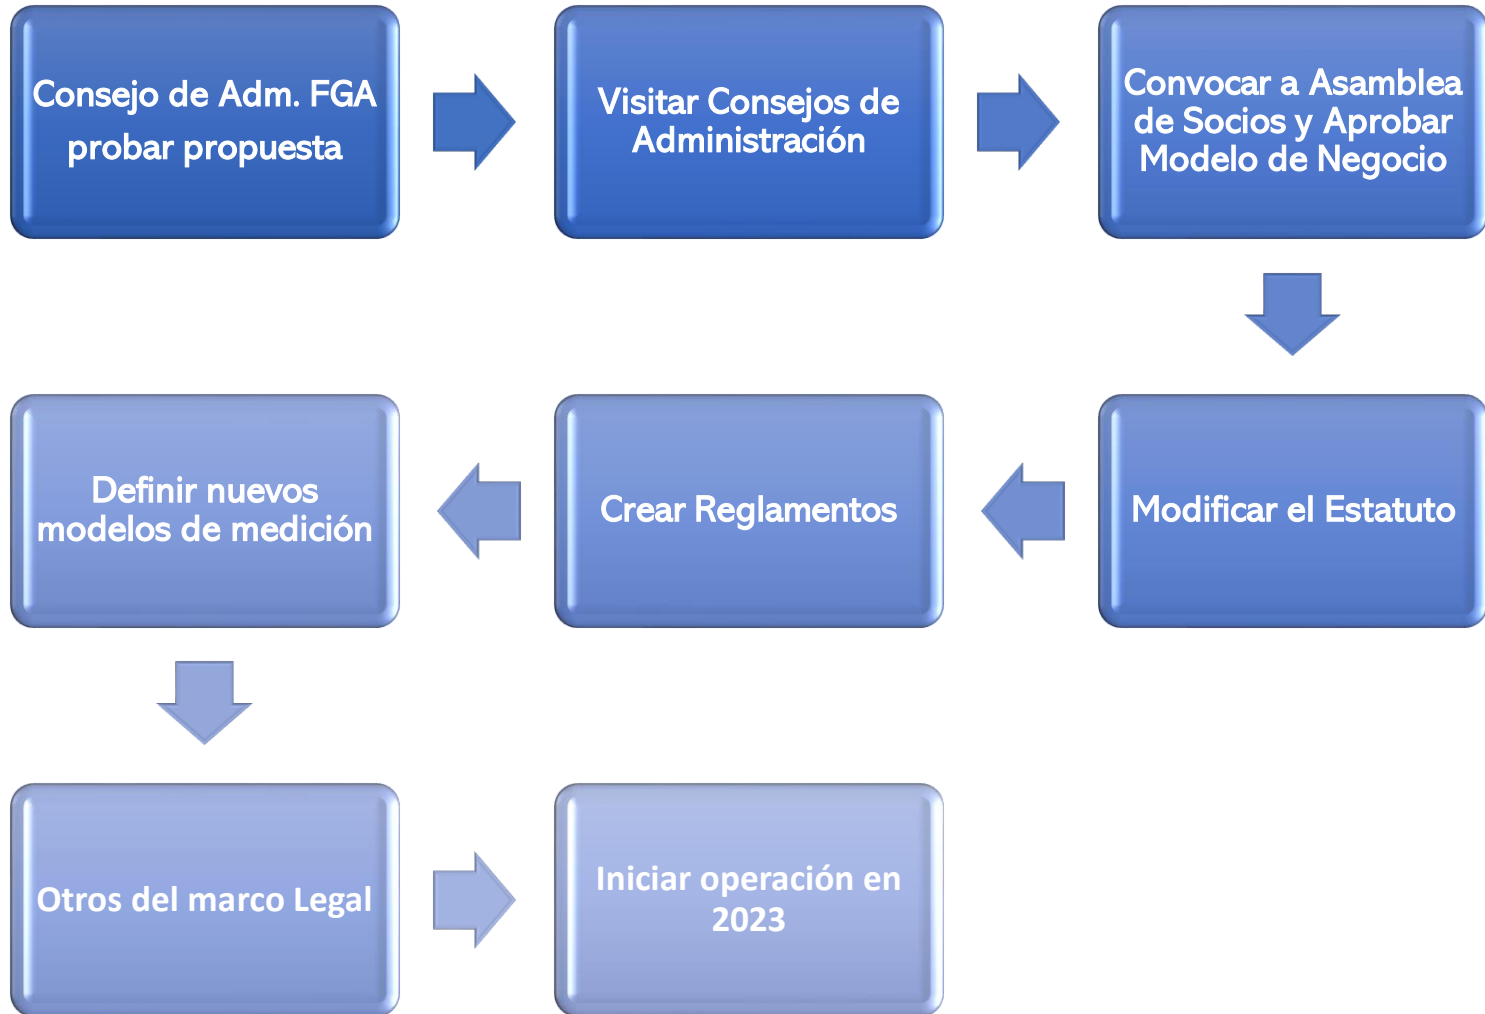 Consejo de Adm. FGA
probar propuesta
Visitar Consejos de
Administración
Convocar a Asamblea
de Socios y Aprobar
Modelo de Negocio
Modificar el Estatuto
Crear Reglamentos
Definir nuevos
modelos de medición
Otros del marco Legal
Iniciar operación en
2023